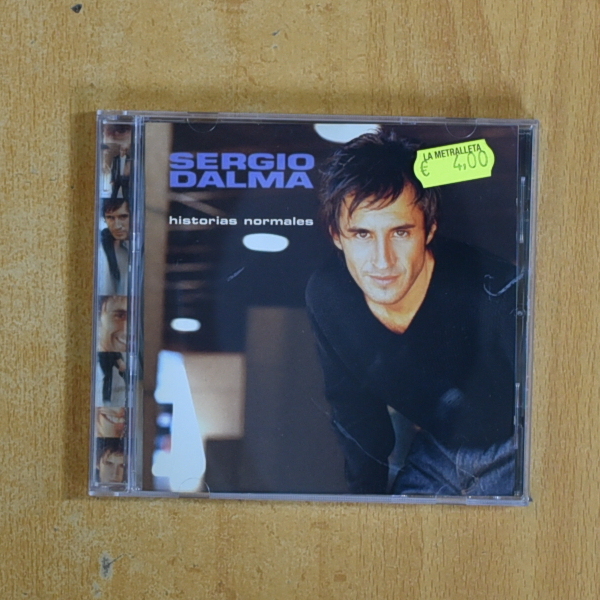 SERGIO
DALMA
historias normales
LA METRALLETA
€ 4,00